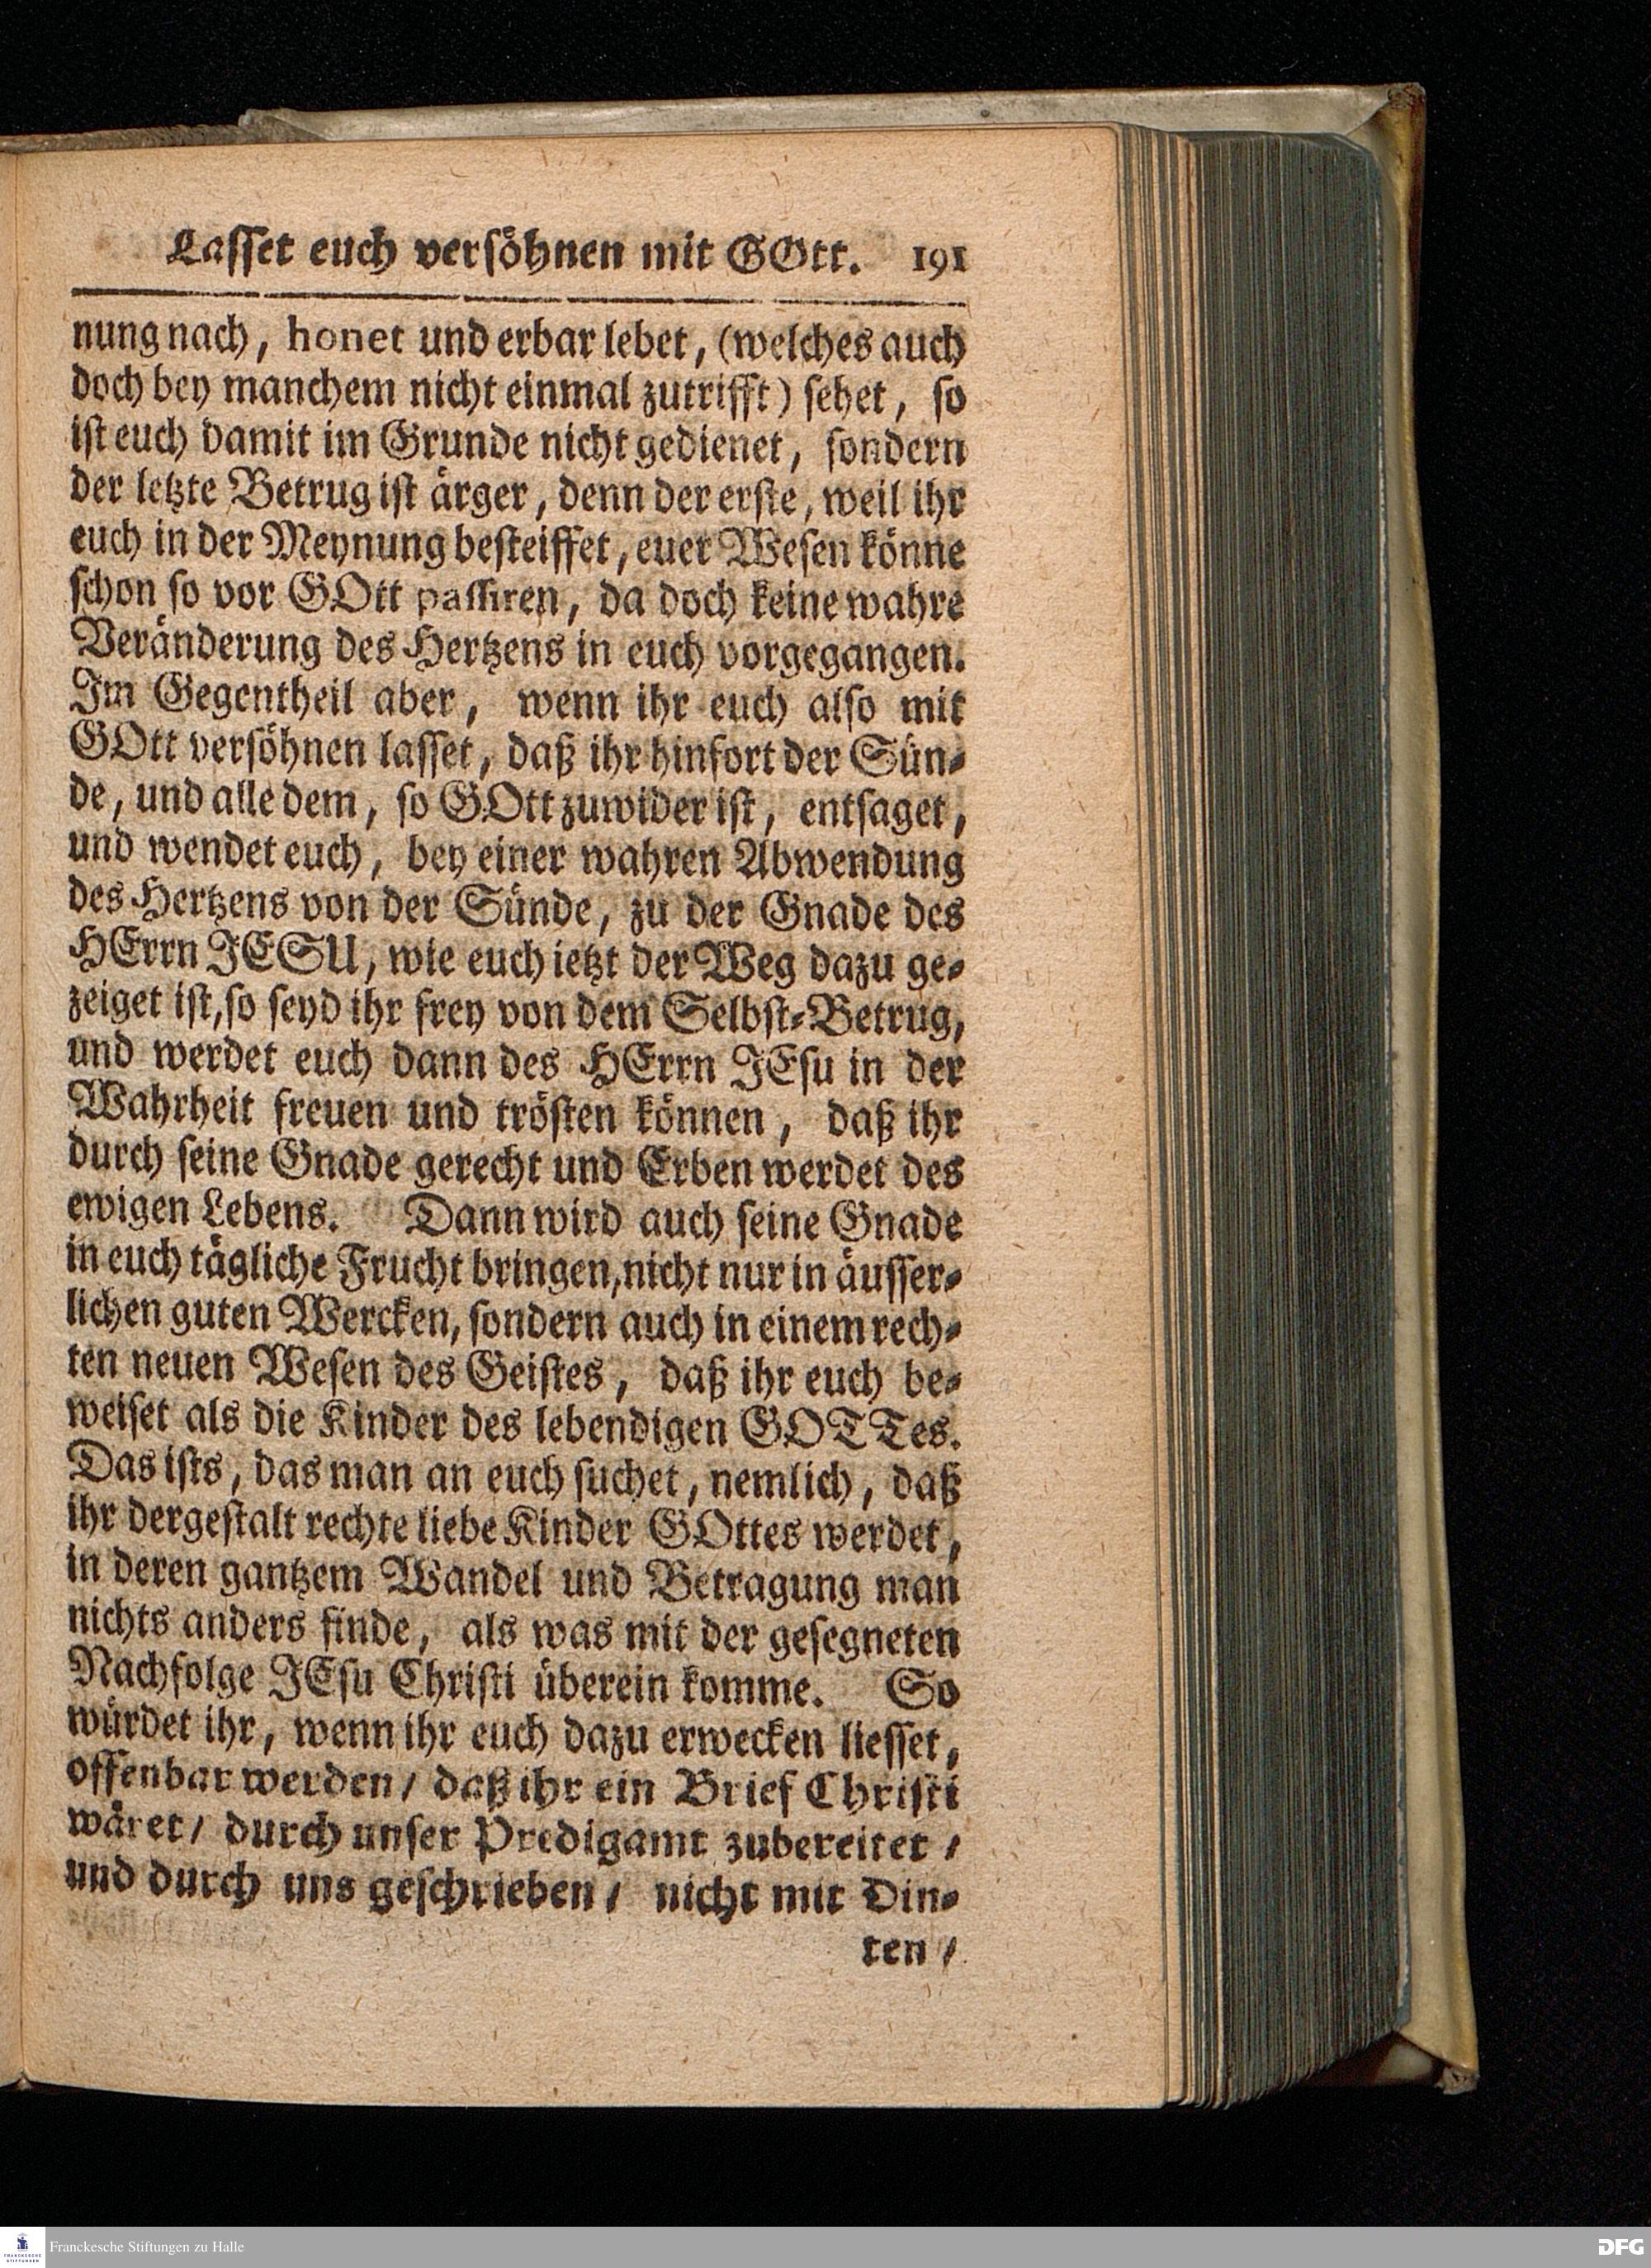 Lasset euch versöhnen mit GOtt. 191
nung nach, honet und erbar lebet, (welches auch
doch bey manchem nicht einmal zutrifft) sehet, so
ist euch damit im Grunde nicht gedienet, sondern
der letzte Betrug ist ärger, denn der erste, weil ihr
euch in der Meynung besteiffet, euer Wesen könne
schon so vor GOtt passiren, da doch keine wahre
Veränderung des Hertzens in euch vorgegangen.
Im Gegentheil aber, wenn ihr euch also mit
GOtt versöhnen lasset, daß ihr hinfort der Sün-
de, und alle dem, so GOtt zuwider ist, entsaget,
und wendet euch, bey einer wahren Abwendung
des Hertzens von der Sünde, zu der Gnade des
HErrn JESU, wie euch ietzt der Weg dazu ge-
zeiget ist, so seyd ihr frey von dem Selbst-Betrug,
und werdet euch dann des HErrn JEsu in der
Wahrheit freuen und trösten können, daß ihr
durch seine Gnade gerecht und Erben werdet des
ewigen Lebens. Dann wird auch seine Gnade
in euch tägliche Frucht bringen, nicht nur in äusser-
lichen guten Wercken, sondern auch in einem rech-
ten neuen Wesen des Geistes, daß ihr euch be-
weiset als die Kinder des lebendigen GOTTes.
Das ists, das man an euch suchet, nemlich, daß
ihr dergestalt rechte liebe Kinder GOttes werdet,
in deren gantzem Wandel und Betragung man
nichts anders finde, als was mit der gesegneten
Nachfolge JEsu Christi überein komme. So
würdet ihr, wenn ihr euch dazu erwecken liesset,
offenbar werden/ daß ihr ein Brief Christi
wäret/ durch unser Predigamt zubereitet/
und durch uns geschrieben/ nicht mit Din-
ten/
Franckesche Stiftungen zu Halle
DFG